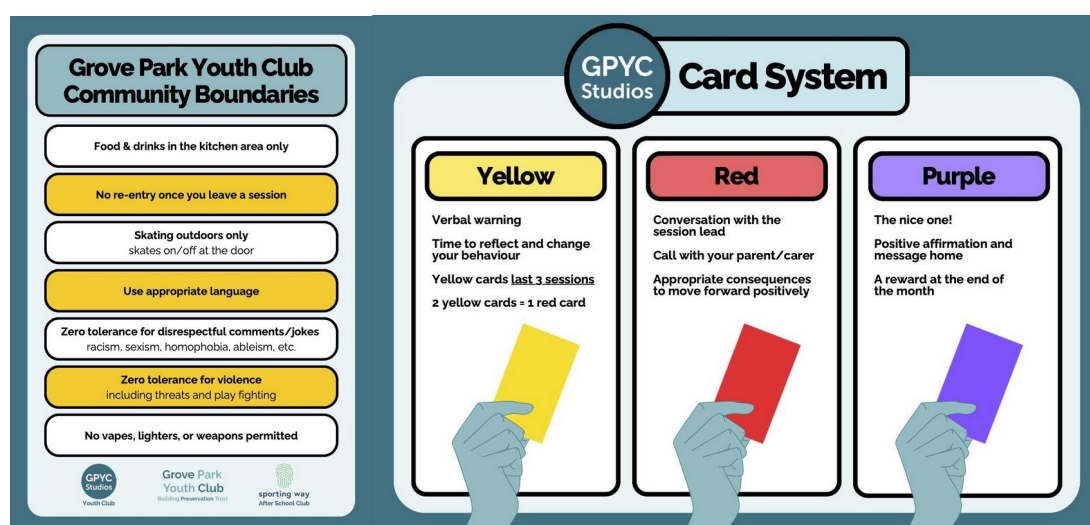 Grove Park Youth Club
Community Boundaries
Food & drinks in the kitchen area only
No re-entry once you leave a session
Skating outdoors only
skates on/off at the door
Use appropriate language
Zero tolerance for disrespectful comments/jokes
racism, sexism, homophobia, ableism, etc.
Zero tolerance for violence
including threats and play fighting
No vapes, lighters, or weapons permitted
GPYC
Studios
Youth Club
Grove Park
Youth Club
Building Preservation Trust
sporting way
After School Club
GPYC
Studios
Card System
Yellow
Verbal warning
Time to reflect and change
your behaviour
Yellow cards last 3 sessions
2 yellow cards = 1 red card
Red
Conversation with the
session lead
Call with your parent/carer
Appropriate consequences
to move forward positively
Purple
The nice one!
Positive affirmation and
message home
A reward at the end of
the month